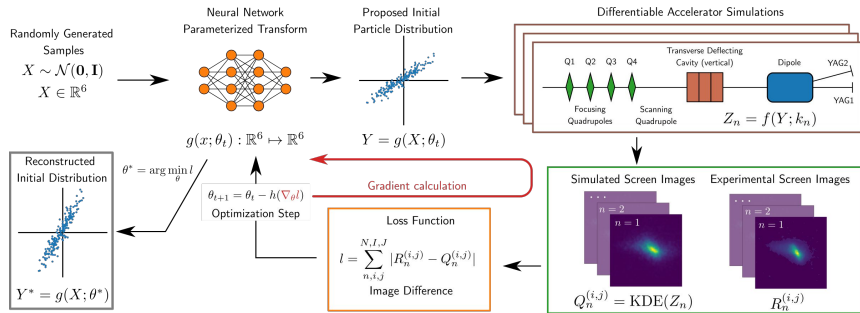 Randomly Generated
Samples
X ∼ N(0, I)
X ∈ ℝ⁶
Neural Network
Parameterized Transform
g(x; θ_t) : ℝ⁶ ↦ ℝ⁶
Proposed Initial
Particle Distribution
Y = g(X; θ_t)
Differentiable Accelerator Simulations
Q1 Q2 Q3 Q4
Focusing
Quadrupoles
Scanning
Quadrupole
Transverse Deflecting
Cavity (vertical)
Dipole
YAG2
YAG1
Z_n = f(Y; k_n)
Reconstructed
Initial Distribution
Y* = g(X; θ*)
θ* = arg min l
θ
θ_{t+1} = θ_t − h(∇_θ l)
Optimization Step
Gradient calculation
Loss Function
l = ∑_{n,i,j}^{N,I,J} |R_n^{(i,j)} − Q_n^{(i,j)}|
Image Difference
Simulated Screen Images
...
n = 2
n = 1
Q_n^{(i,j)} = KDE(Z_n)
Experimental Screen Images
...
n = 2
n = 1
R_n^{(i,j)}